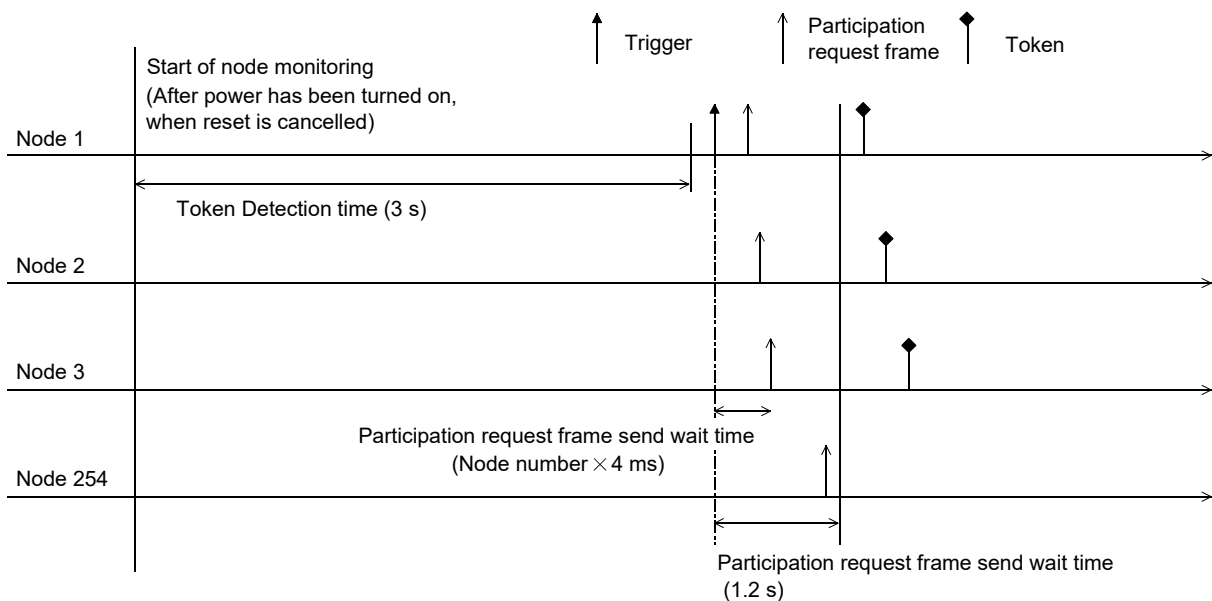 Trigger
Participation
request frame
Token
Start of node monitoring
(After power has been turned on,
when reset is cancelled)
Node 1
Token Detection time (3 s)
Node 2
Node 3
Participation request frame send wait time
(Node number × 4 ms)
Node 254
Participation request frame send wait time
(1.2 s)